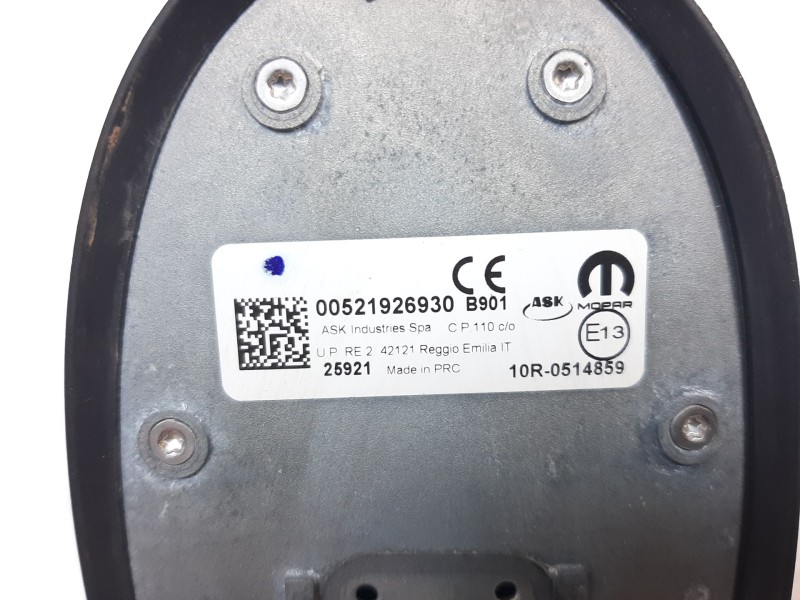 CE
00521926930 B901 ASK MOPAR
ASK Industries Spa C P 110 c/o
U P RE 2 42121 Reggio Emilia IT E13
25921 Made in PRC 10R-0514859